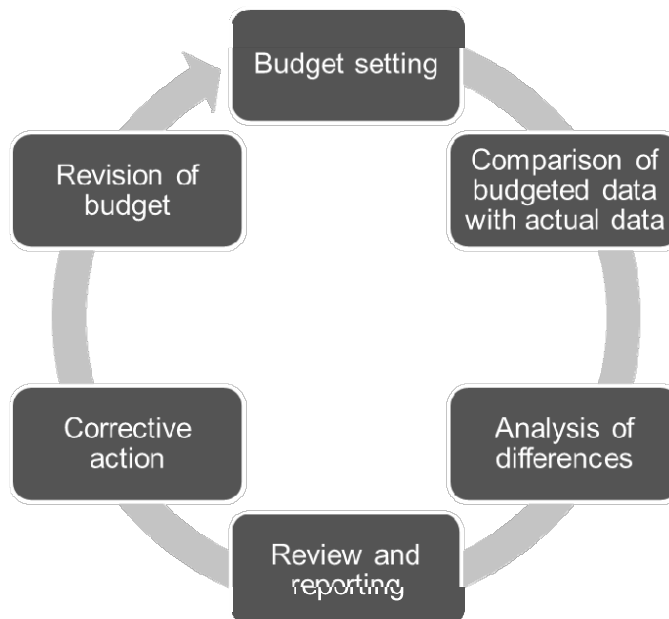 Budget setting
Comparison of
budgeted data
with actual data
Analysis of
differences
Review and
reporting
Corrective
action
Revision of
budget